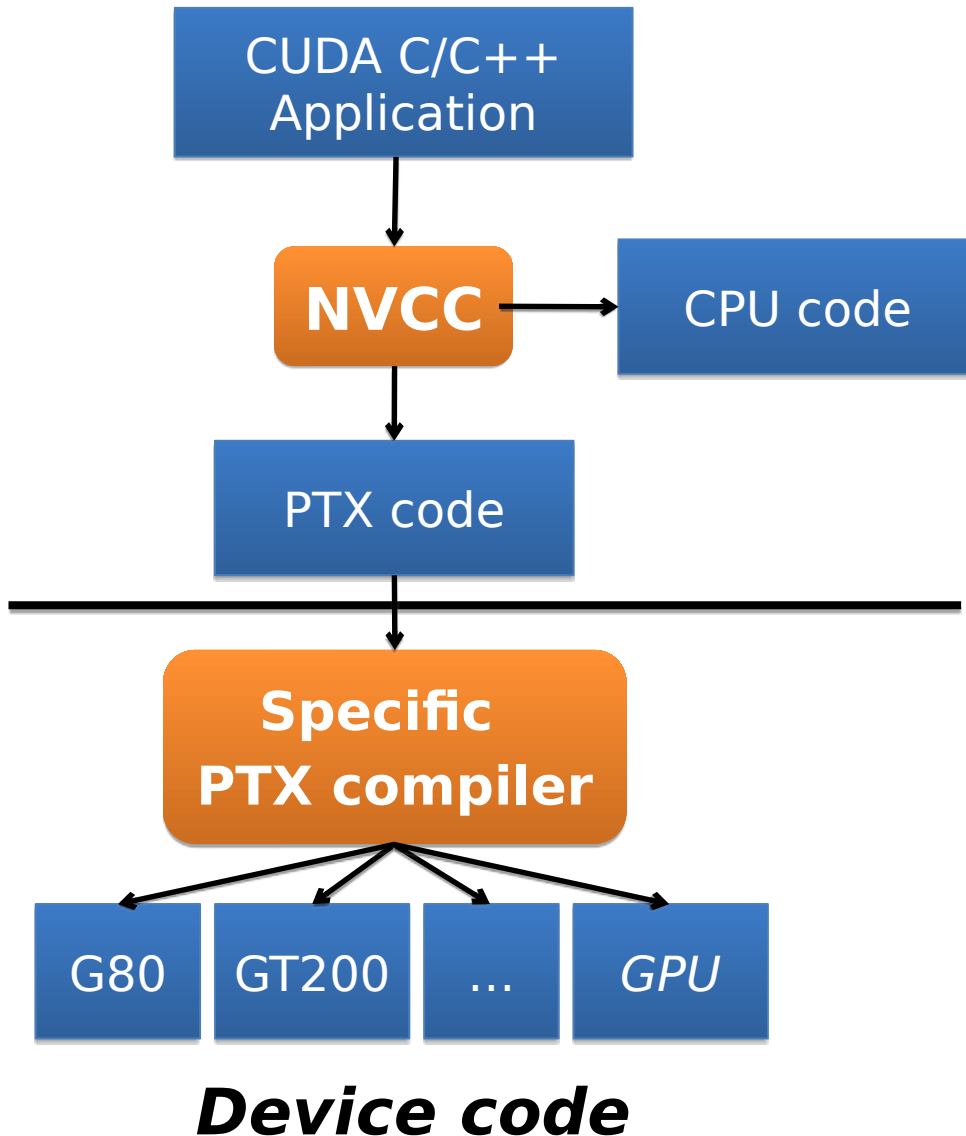 CUDA C/C++
Application
NVCC
CPU code
PTX code
Specific
PTX compiler
G80
GT200
...
GPU
Device code